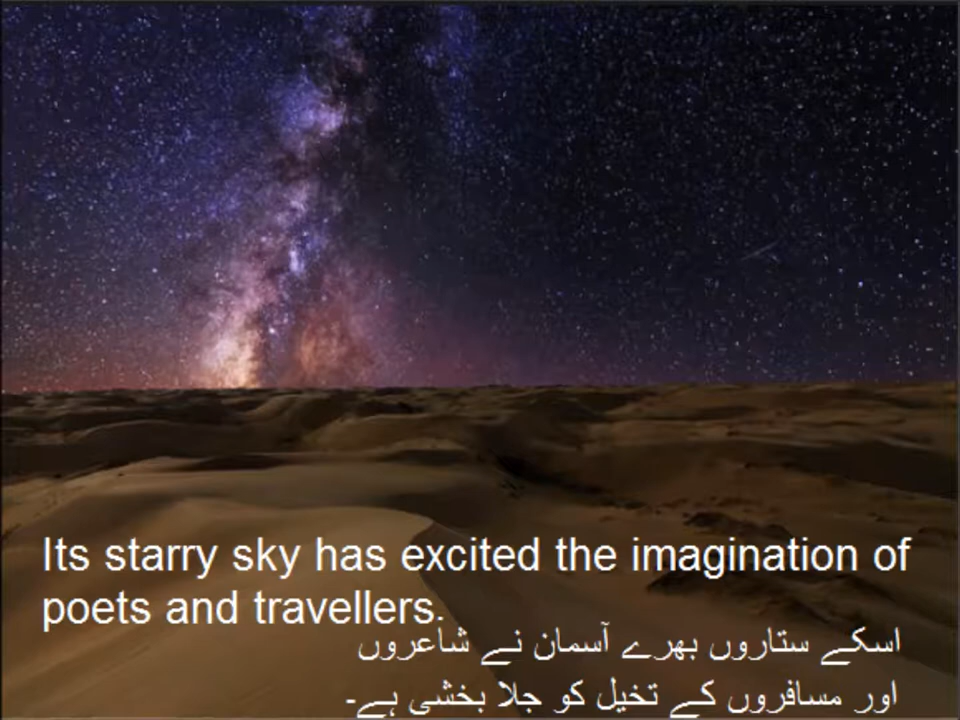 Its starry sky has excited the imagination of
poets and travellers.
اسکے ستاروں بھرے آسمان نے شاعروں
اور مسافروں کے تخیل کو جلا بخشی ہے۔